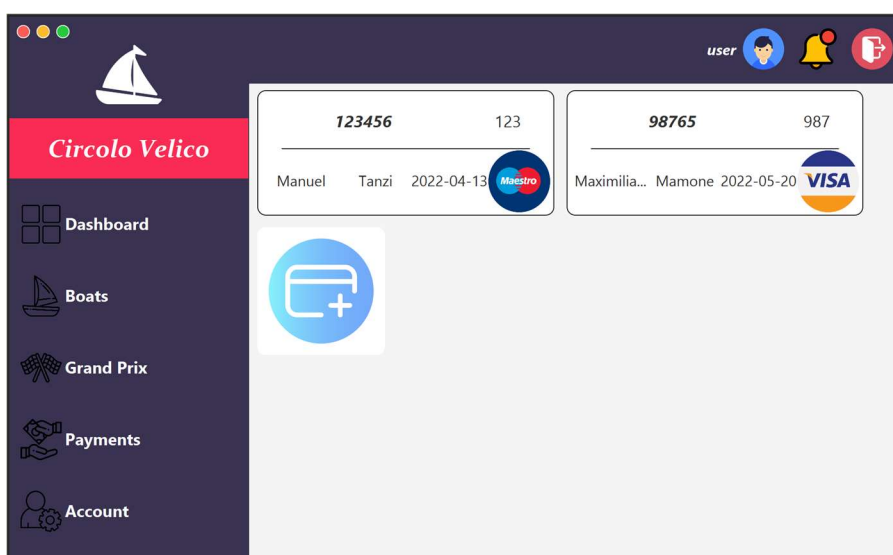 user
Circolo Velico
Dashboard
Boats
Grand Prix
Payments
Account
123456 123
Manuel Tanzi 2022-04-13 Maestro
98765 987
Maximilia... Mamone 2022-05-20 VISA